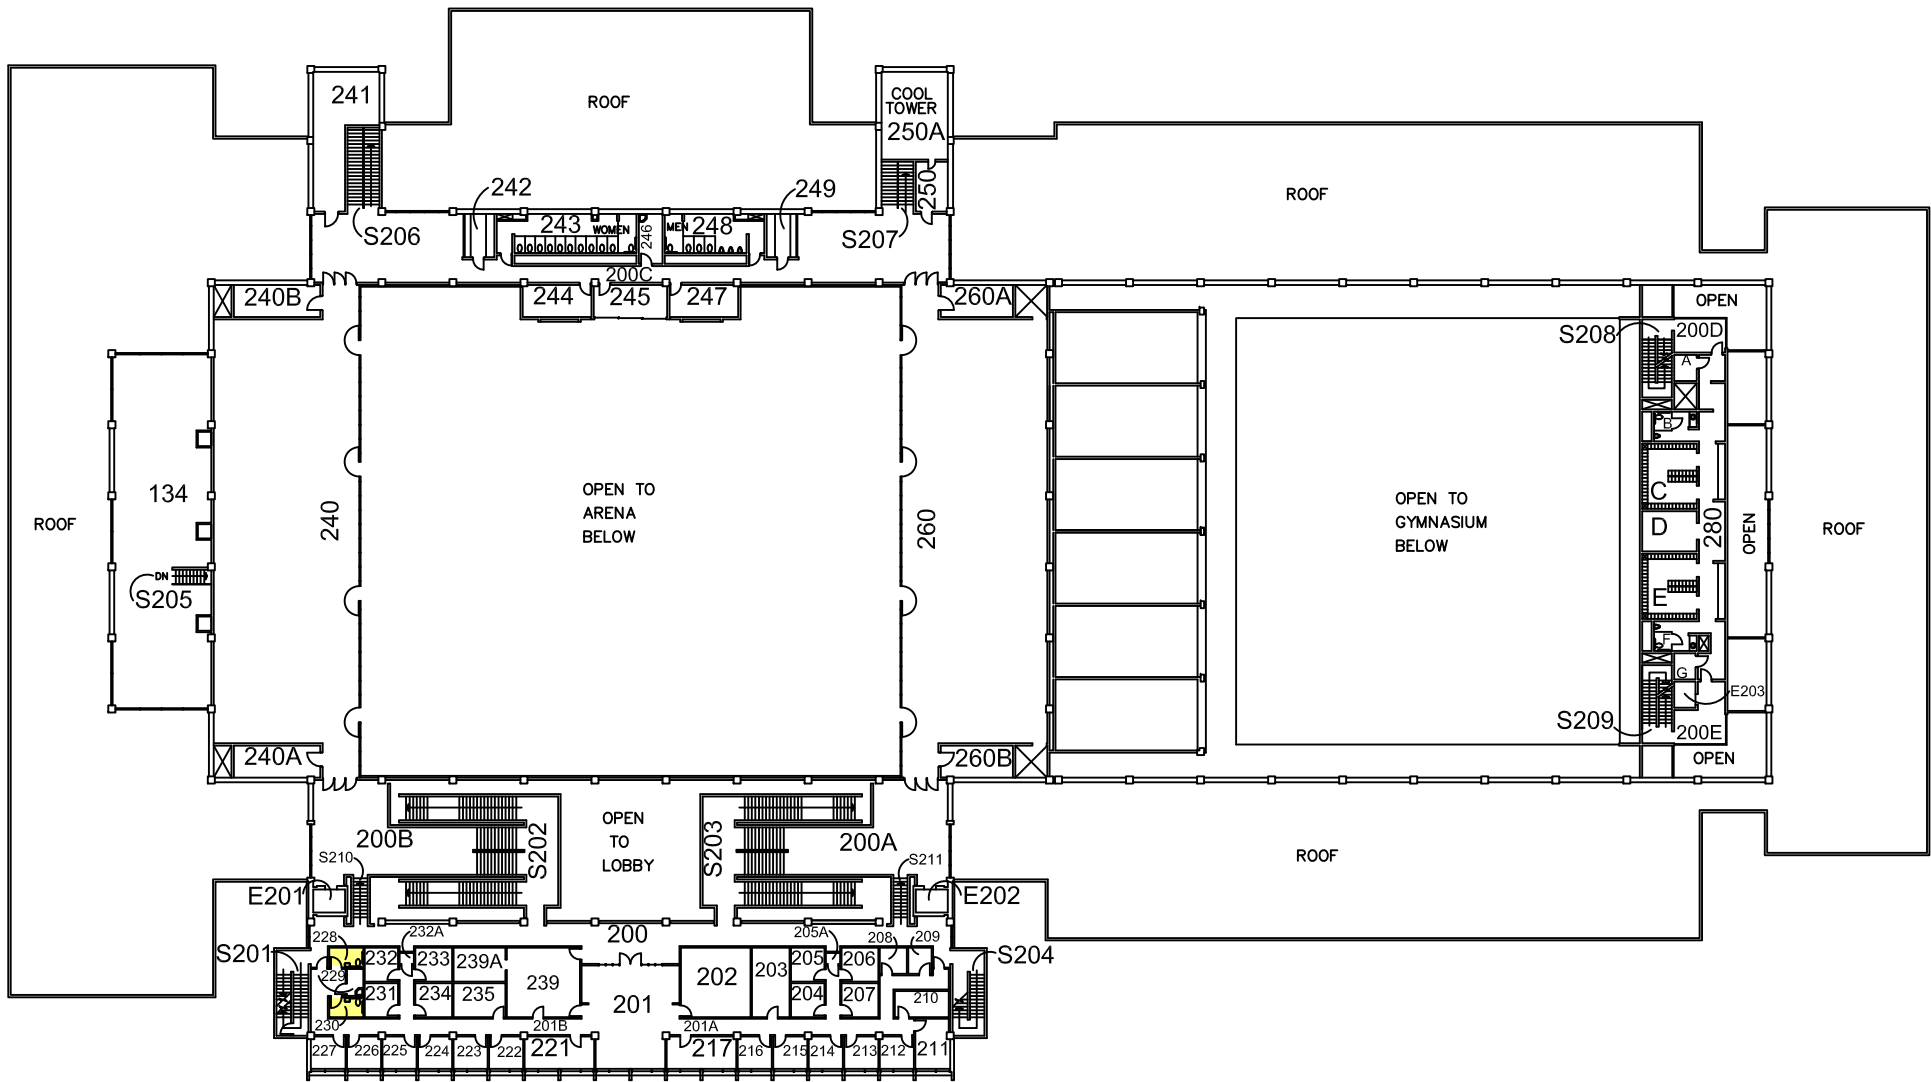 241
ROOF
COOL
TOWER
250A
250
ROOF
242
249
243
WOMEN
246
MEN
248
S206
S207
200C
240B
244
245
247
260A
OPEN
S208
200D
A
B
134
240
OPEN TO
ARENA
BELOW
260
OPEN TO
GYMNASIUM
BELOW
C
D
280
OPEN
ROOF
ROOF
DN
S205
E
F
G
E203
S209
200E
OPEN
240A
260B
200B
S202
OPEN
TO
LOBBY
S203
200A
S210
S211
ROOF
E201
E202
228
232A
200
205A
208
209
S201
S204
232
233
239A
239
202
203
205
206
229
231
234
235
201
204
207
210
230
201B
201A
227
226
225
224
223
222
221
217
216
215
214
213
212
211